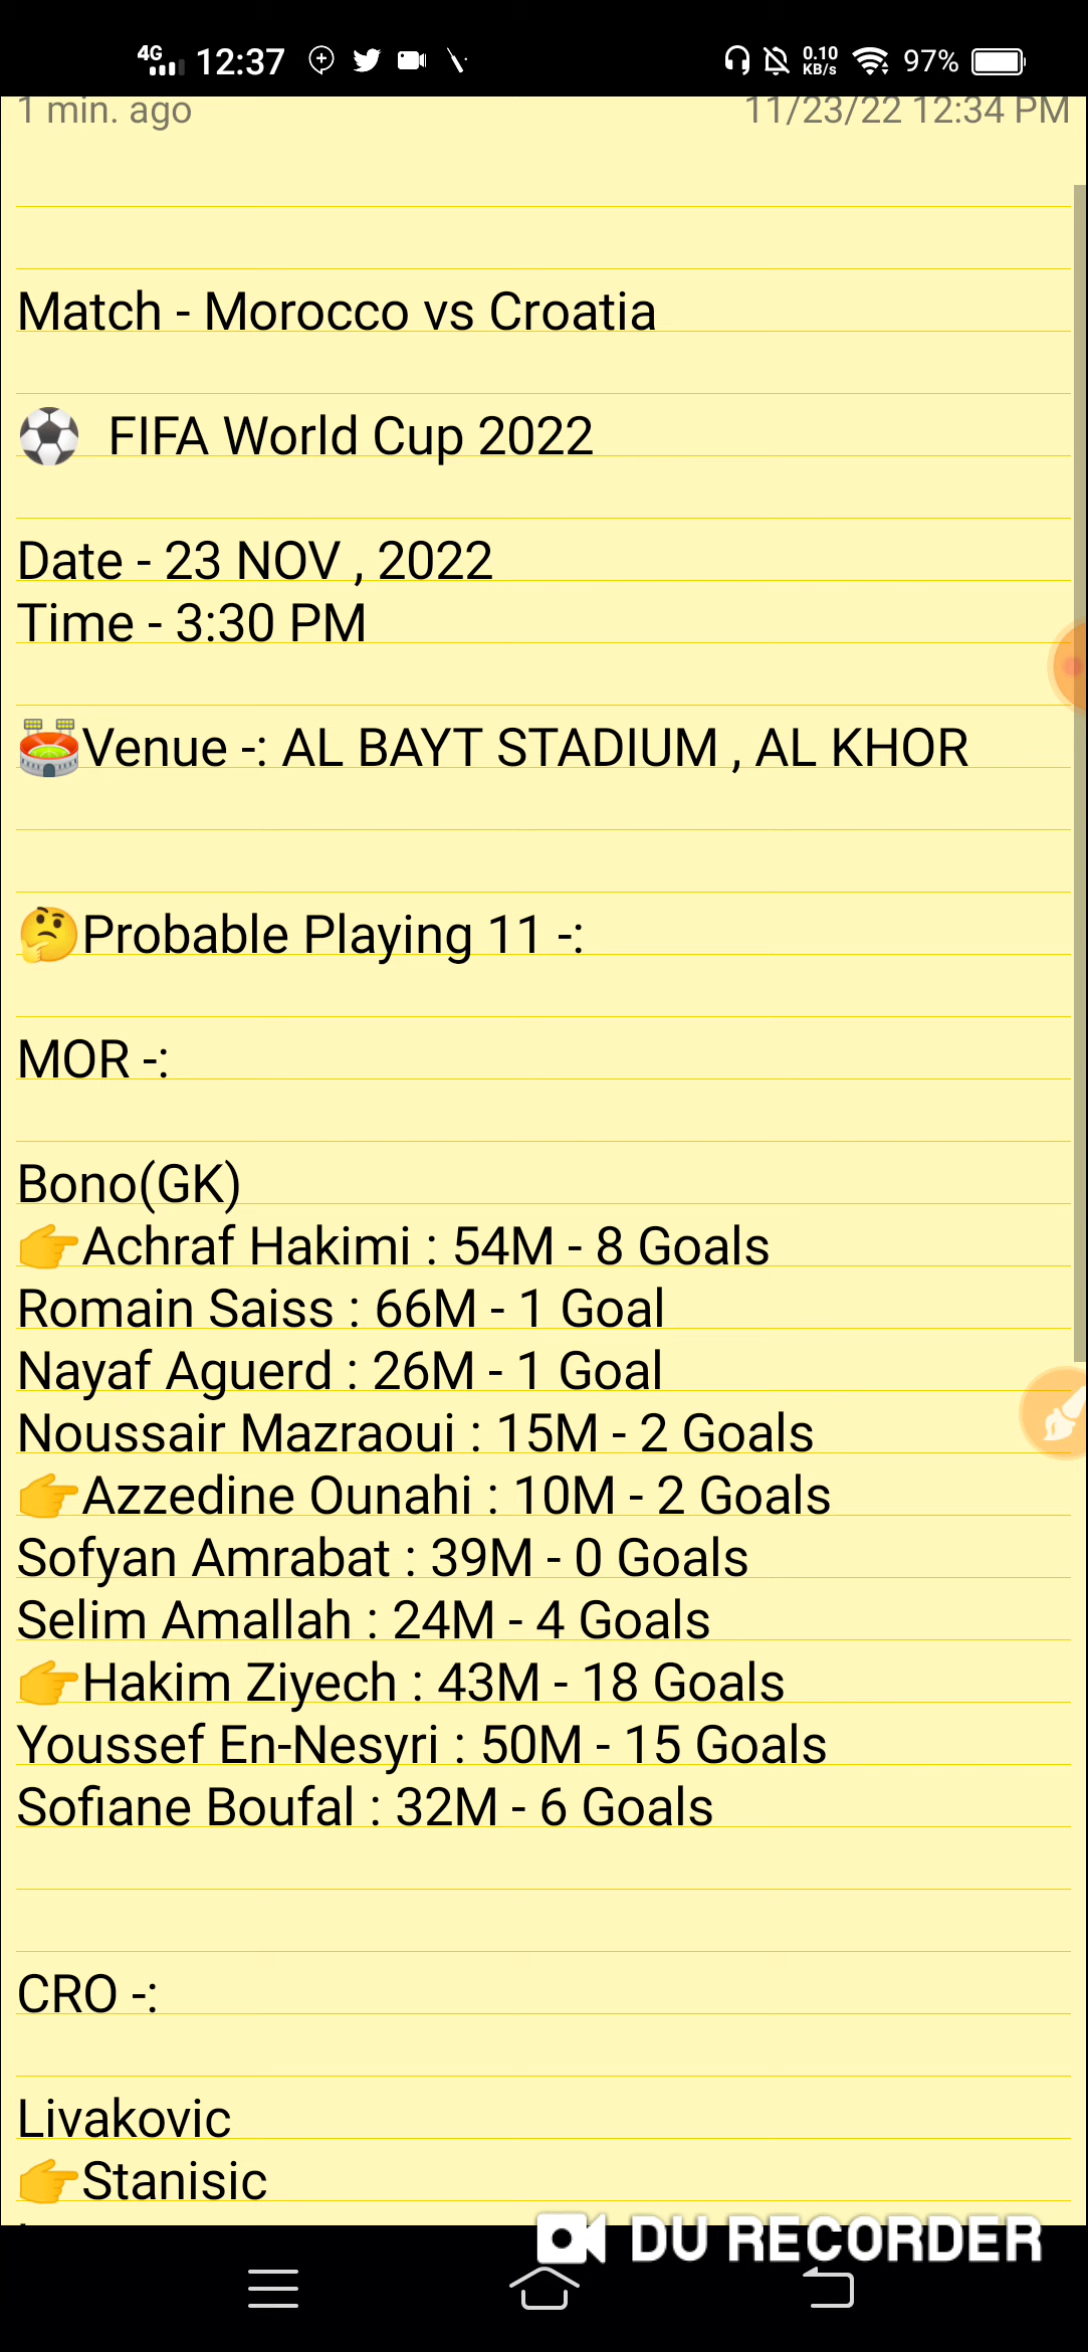 4G 12:37 0.10 KB/s 97%
1 min. ago 11/23/22 12:34 PM
Match - Morocco vs Croatia
⚽ FIFA World Cup 2022
Date - 23 NOV , 2022
Time - 3:30 PM
🏟️Venue -: AL BAYT STADIUM , AL KHOR
🤔Probable Playing 11 -:
MOR -:
Bono(GK)
👉Achraf Hakimi : 54M - 8 Goals
Romain Saiss : 66M - 1 Goal
Nayaf Aguerd : 26M - 1 Goal
Noussair Mazraoui : 15M - 2 Goals
👉Azzedine Ounahi : 10M - 2 Goals
Sofyan Amrabat : 39M - 0 Goals
Selim Amallah : 24M - 4 Goals
👉Hakim Ziyech : 43M - 18 Goals
Youssef En-Nesyri : 50M - 15 Goals
Sofiane Boufal : 32M - 6 Goals
CRO -:
Livakovic
👉Stanisic
DU RECORDER